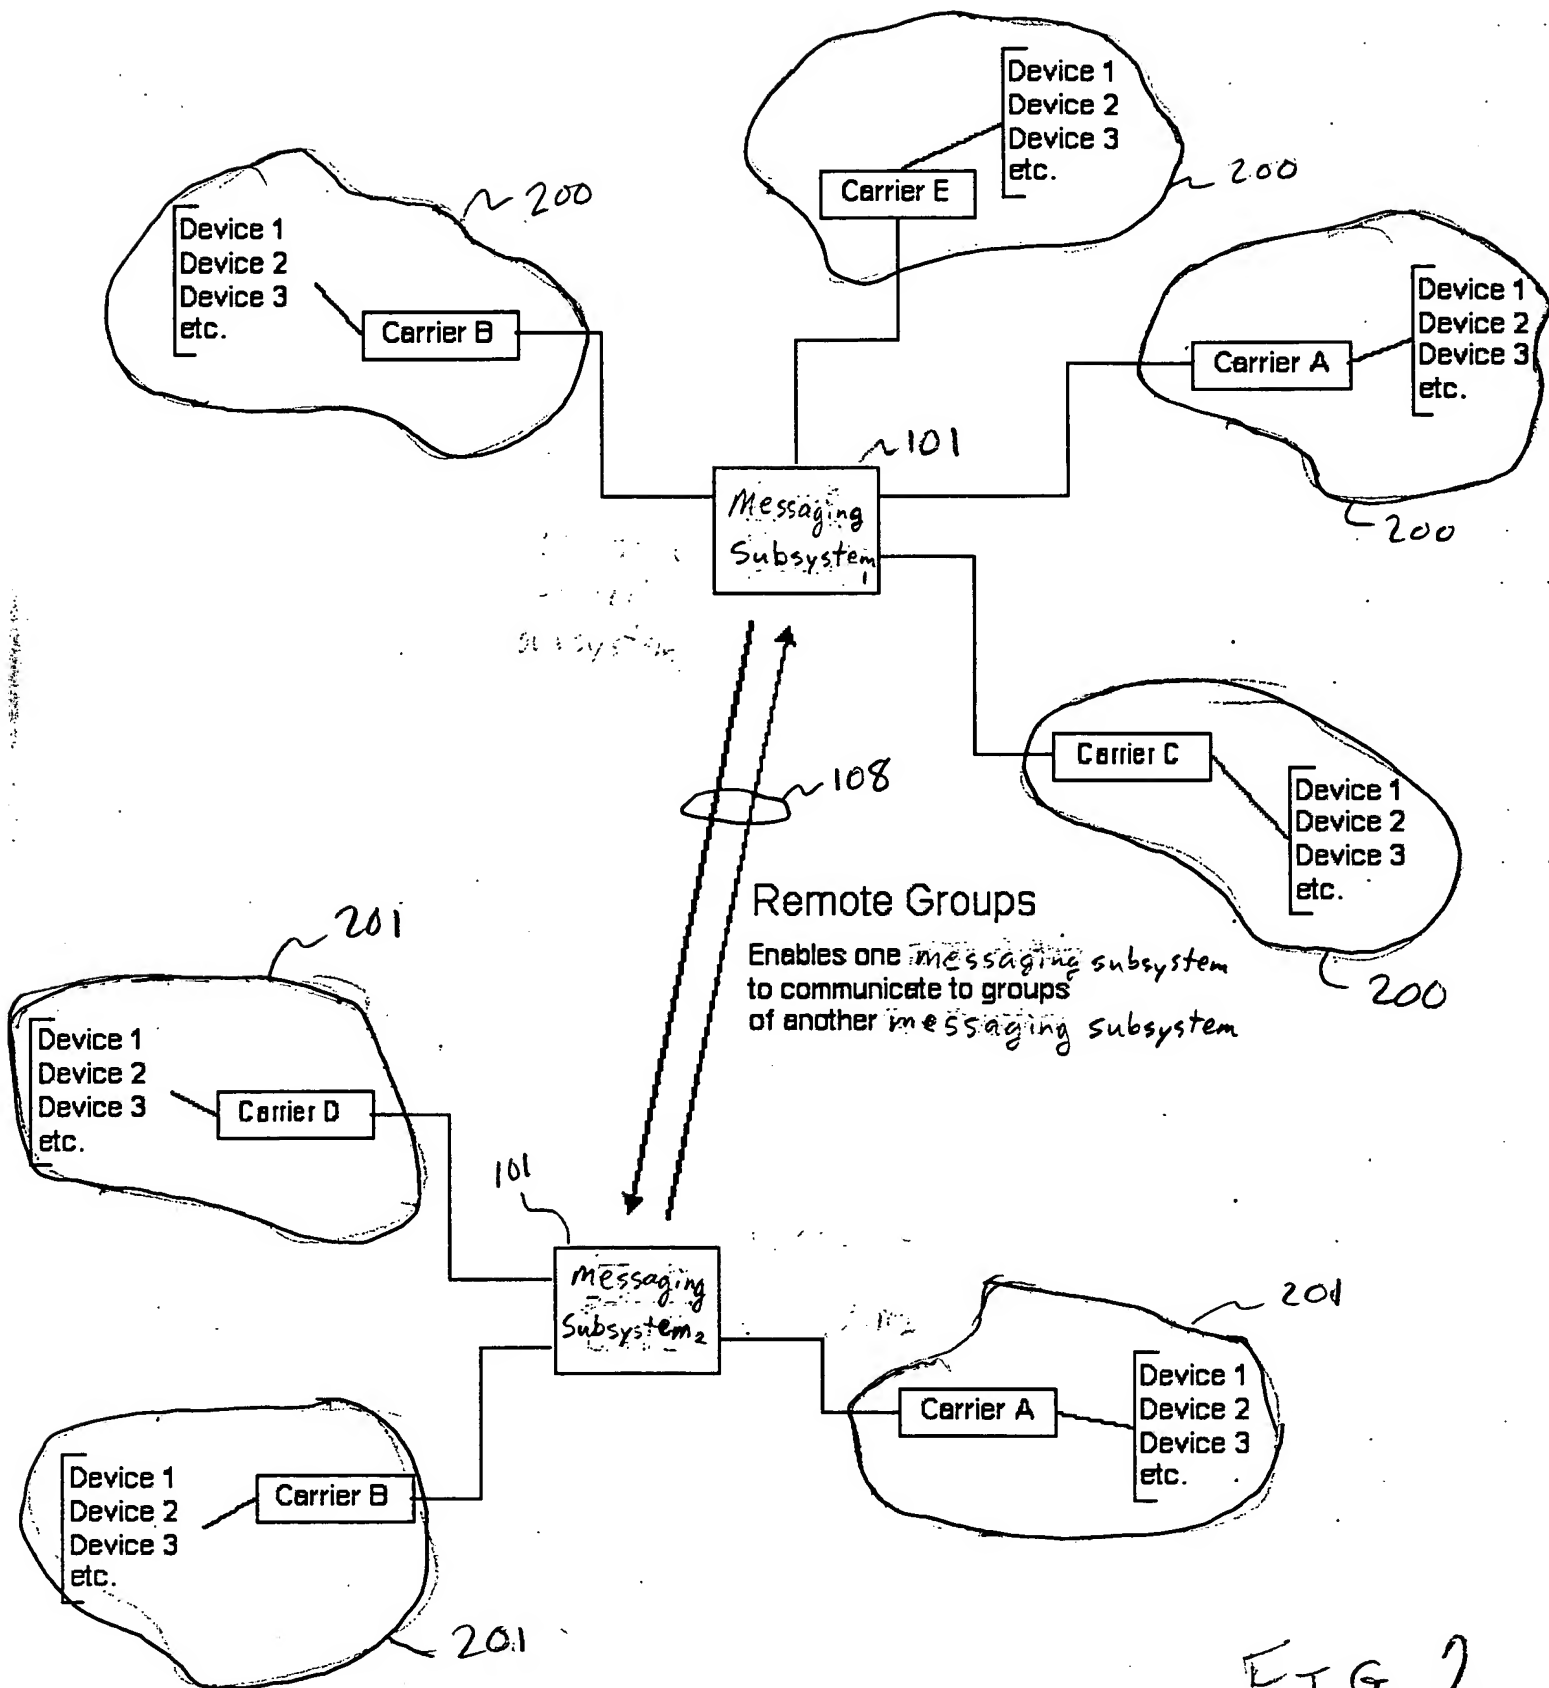 Device 1
Device 2
Device 3
etc.
Carrier E
200
200
Device 1
Device 2
Device 3
etc.
Carrier B
Device 1
Device 2
Device 3
etc.
Carrier A
200
101
Messaging
Subsystem
1
Carrier C
Device 1
Device 2
Device 3
etc.
200
108
Remote Groups
Enables one messaging subsystem
to communicate to groups
of another messaging subsystem
201
Device 1
Device 2
Device 3
etc.
Carrier D
101
Messaging
Subsystem2
201
Carrier A
Device 1
Device 2
Device 3
etc.
Device 1
Device 2
Device 3
etc.
Carrier B
201
FIG 2